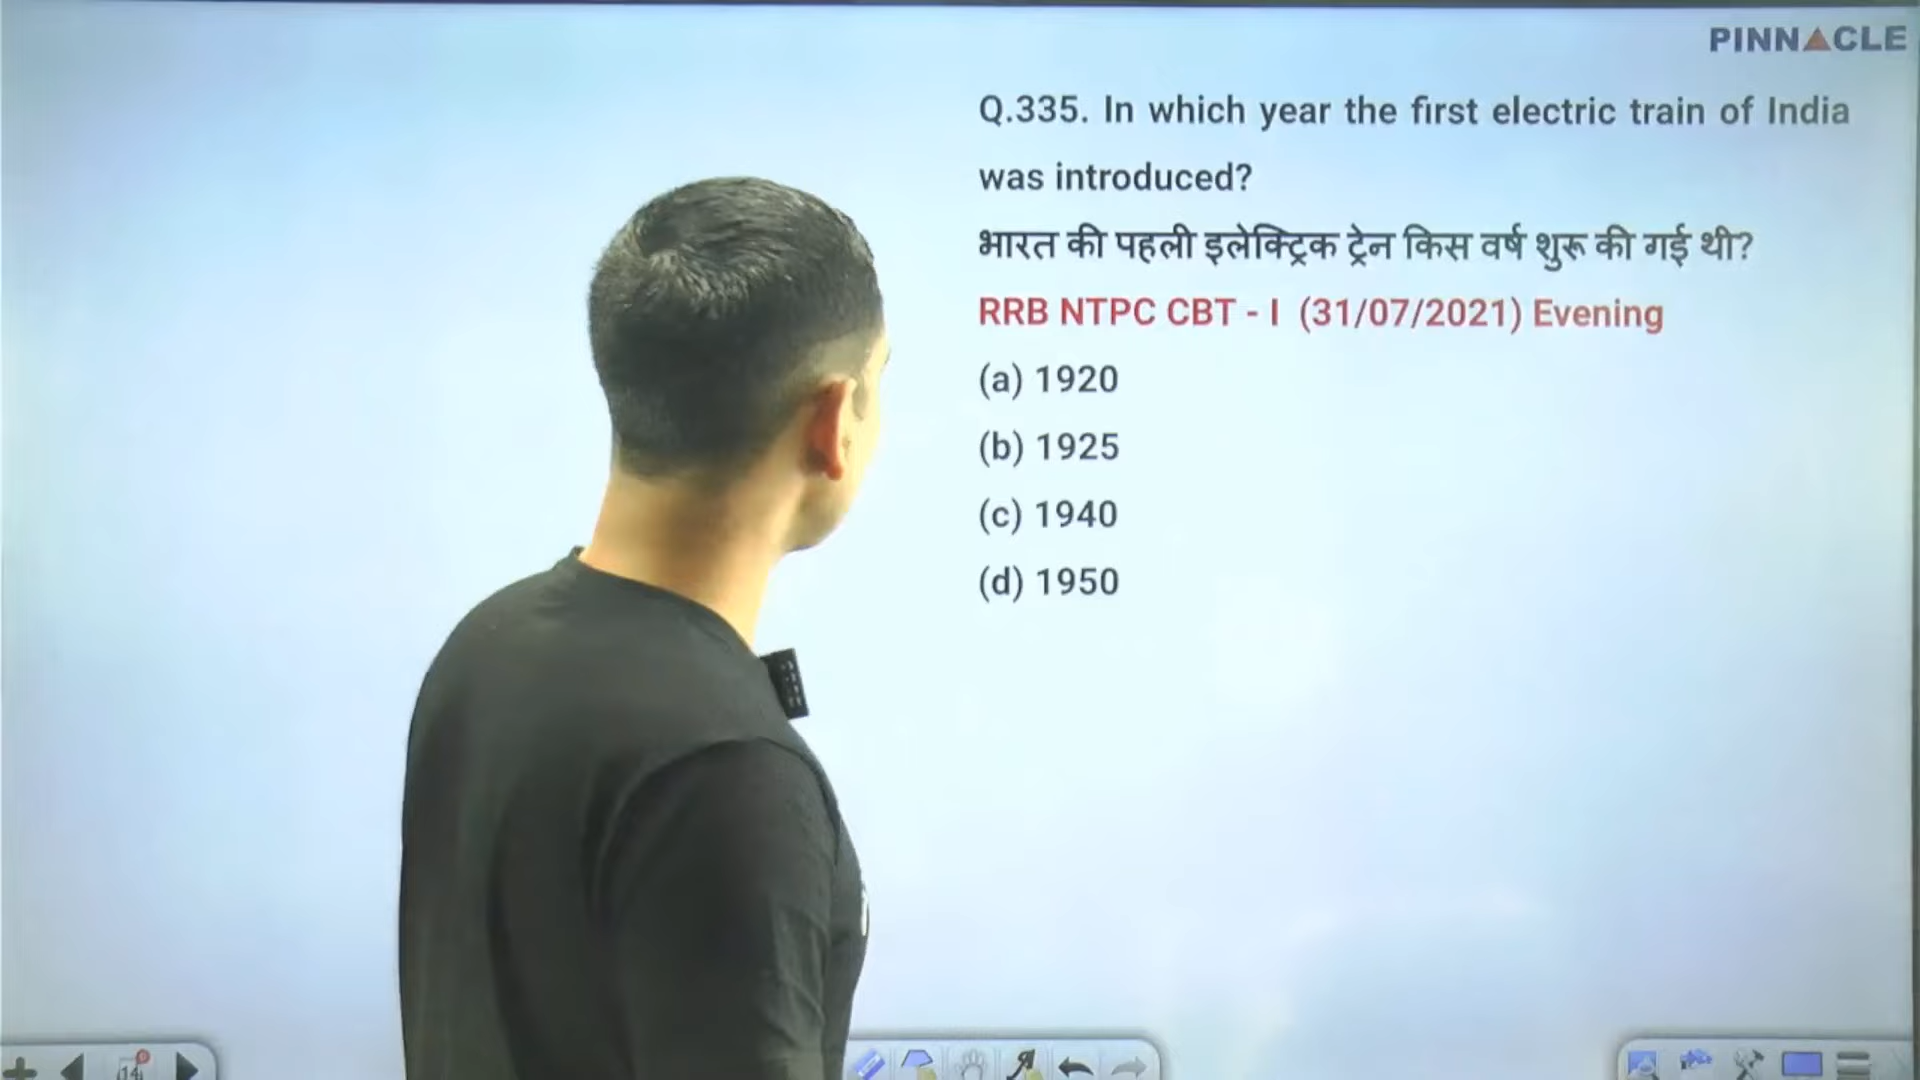 PINNACLE
Q.335. In which year the first electric train of India
was introduced?
भारत की पहली इलेक्ट्रिक ट्रेन किस वर्ष शुरू की गई थी?
RRB NTPC CBT - I (31/07/2021) Evening
(a) 1920
(b) 1925
(c) 1940
(d) 1950
14